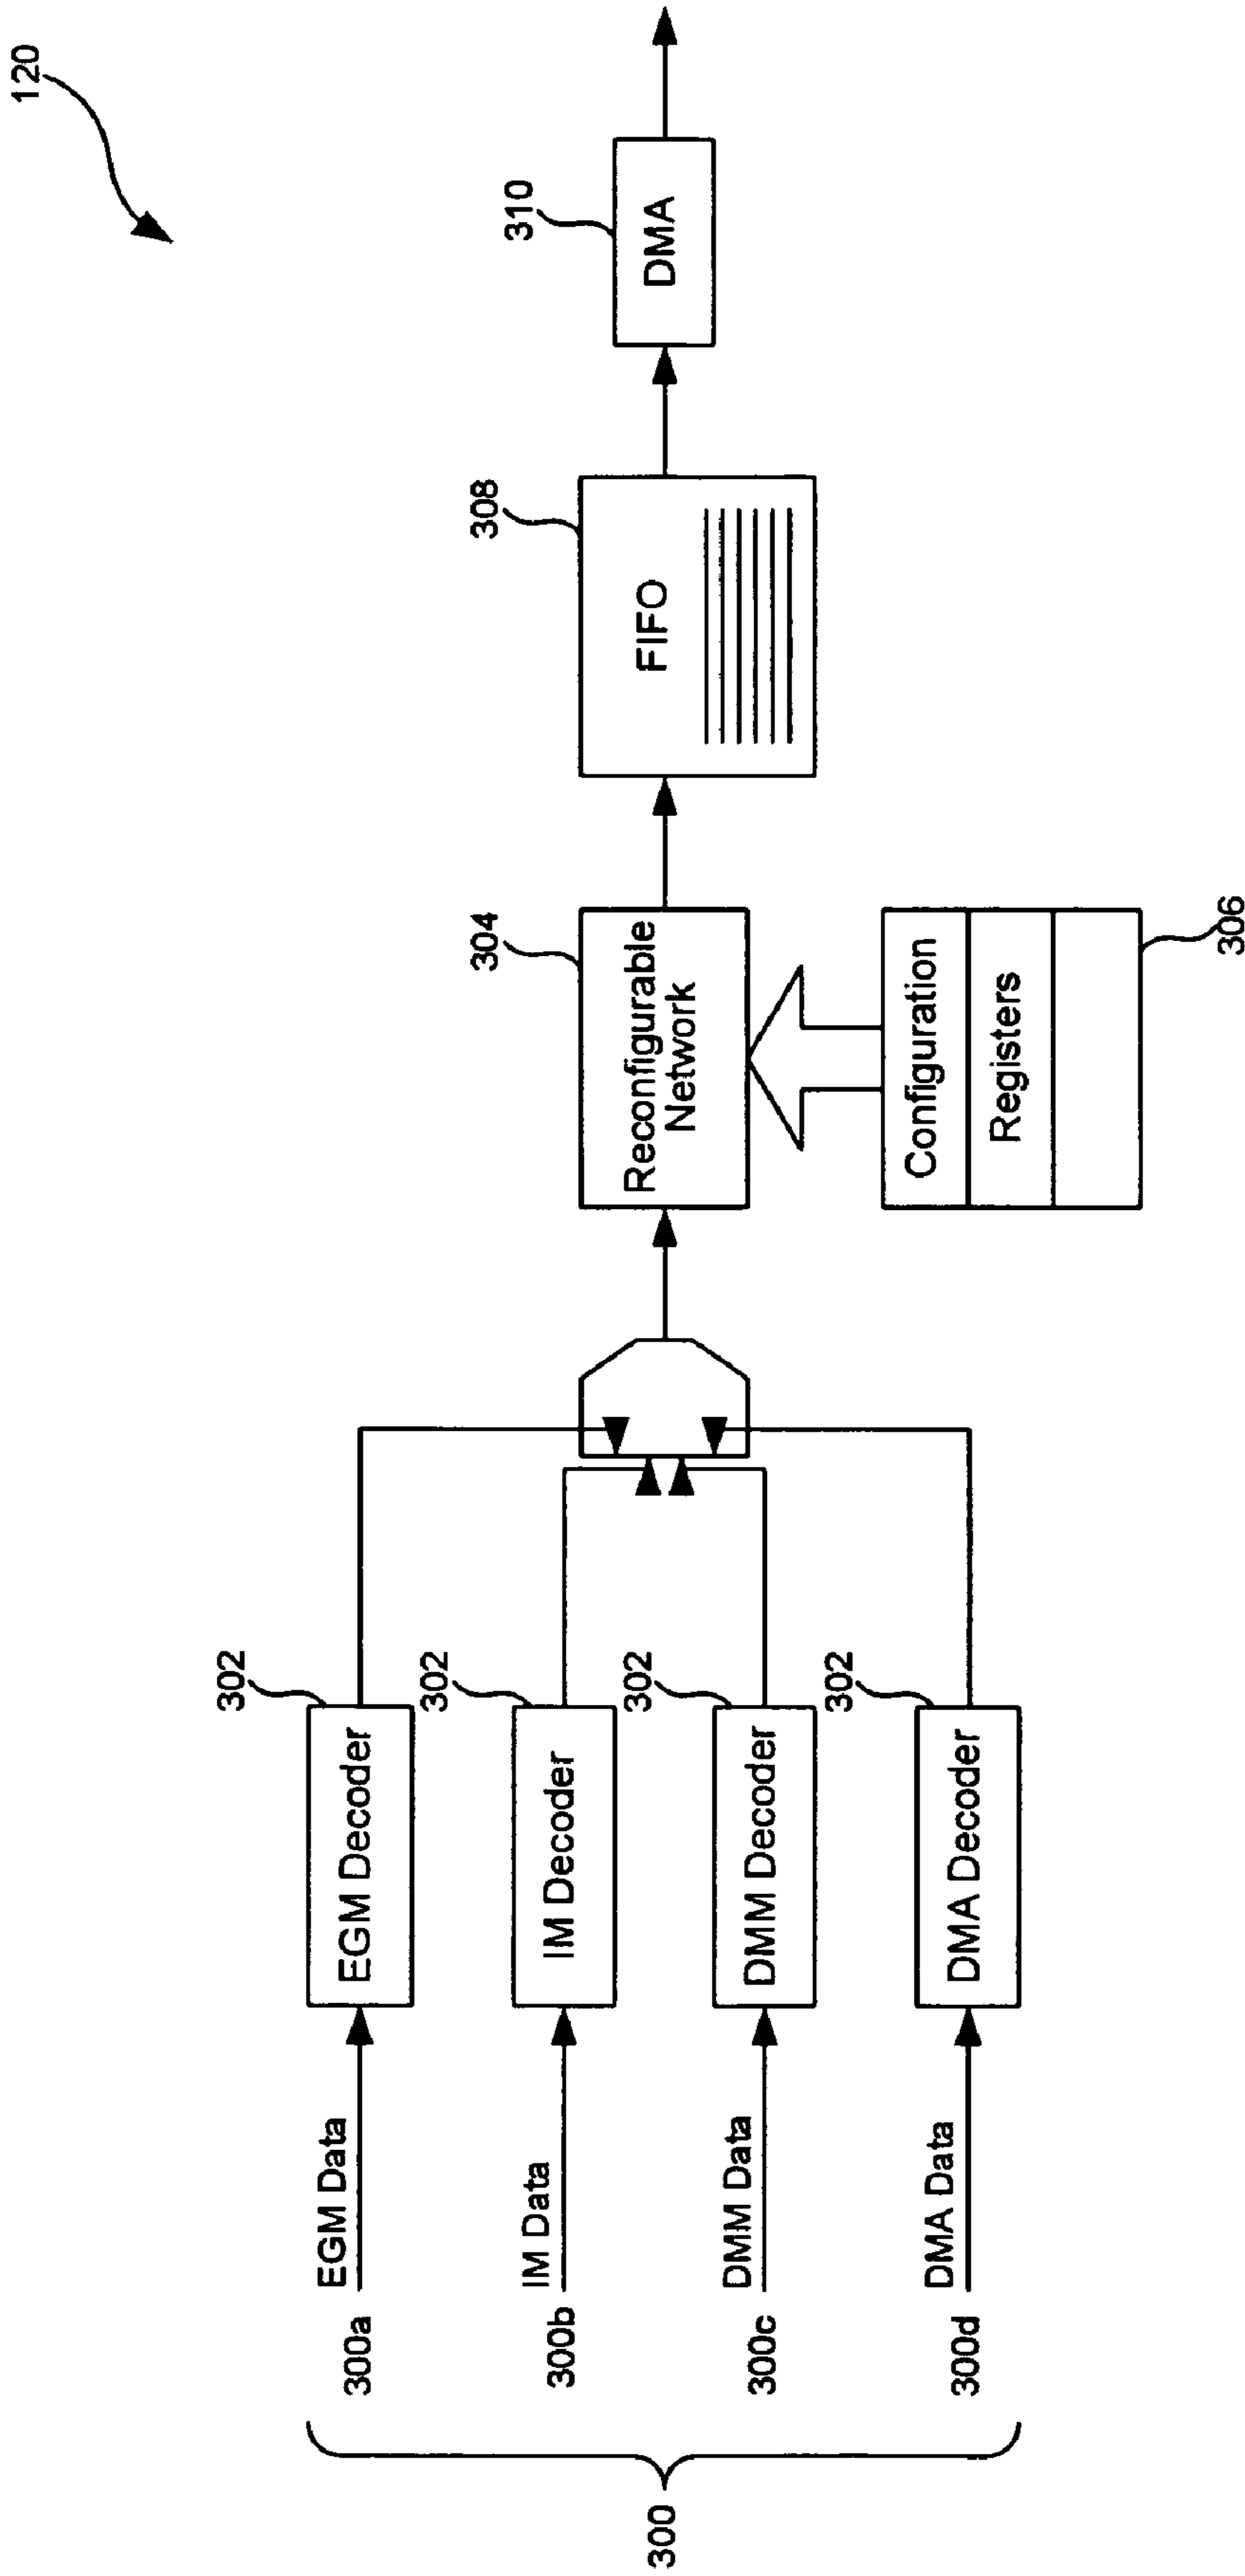 120
300
300a
EGM Data
300b
IM Data
300c
DMM Data
300d
DMA Data
302
EGM Decoder
302
IM Decoder
302
DMM Decoder
302
DMA Decoder
304
Reconfigurable
Network
Configuration
Registers
306
308
FIFO
310
DMA